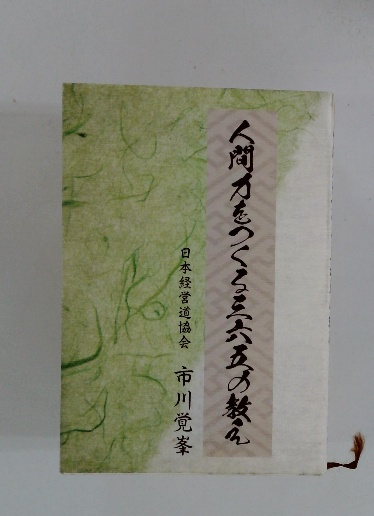 人間力をつくる三六五の教え
日本経営道協会
市川覚峯